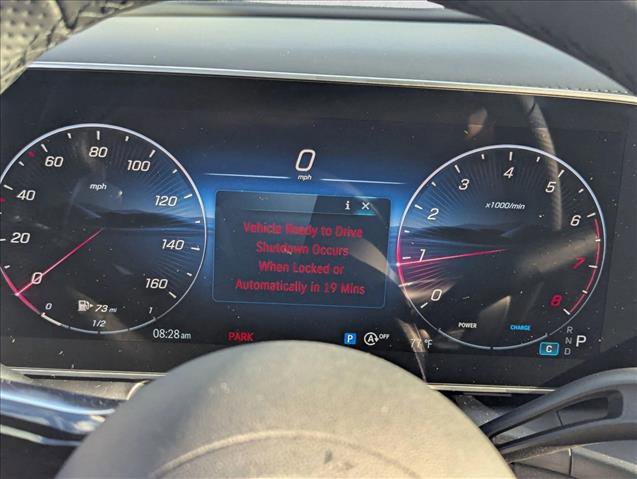 0
mph
i ×
Vehicle Ready to Drive
Shutdown Occurs
When Locked or
Automatically in 19 Mins
0 20 40 60 80 100 120 140 160
mph
73 mi
0 1/2 1
0 1 2 3 4 5 6 7 8
x1000/min
POWER CHARGE
08:28 am
PARK
P
A OFF
°F
C
R
N
D
P